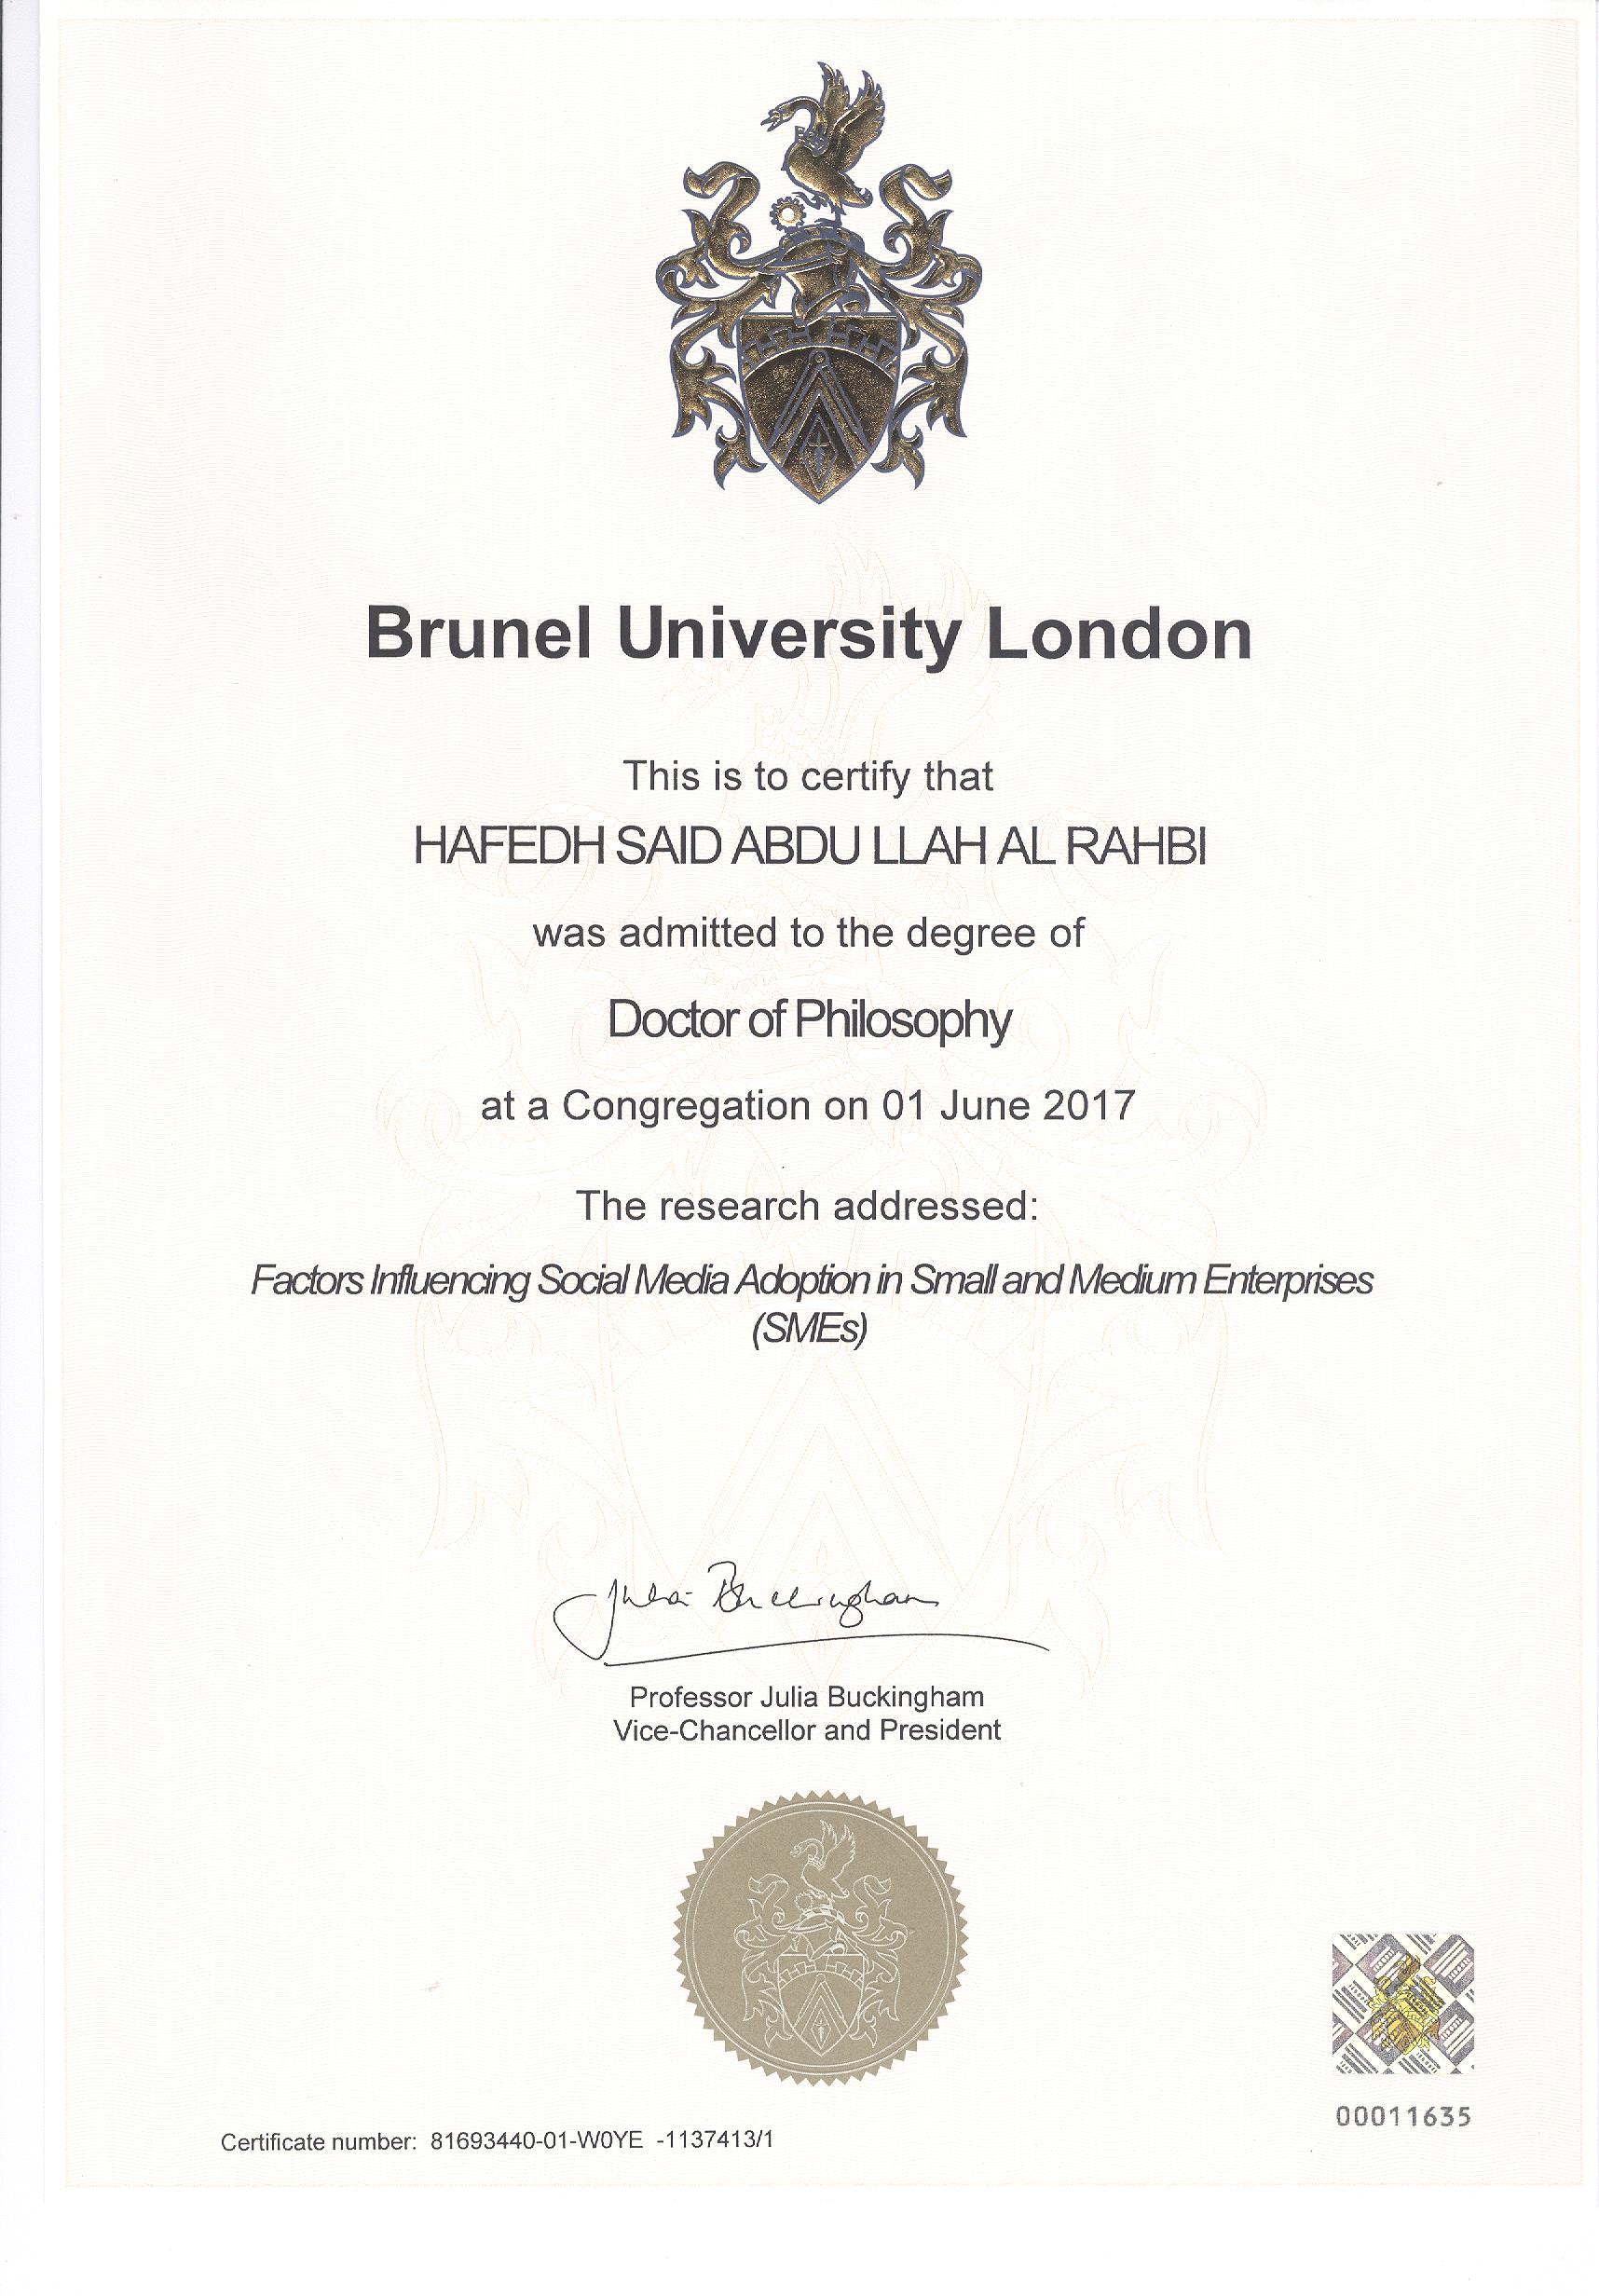 Brunel University London
This is to certify that
HAFEDH SAID ABDU LLAH AL RAHBI
was admitted to the degree of
Doctor of Philosophy
at a Congregation on 01 June 2017
The research addressed:
Factors Influencing Social Media Adoption in Small and Medium Enterprises
(SMEs)
Julia Buckingham
Professor Julia Buckingham
Vice-Chancellor and President
00011635
Certificate number: 81693440-01-W0YE -1137413/1